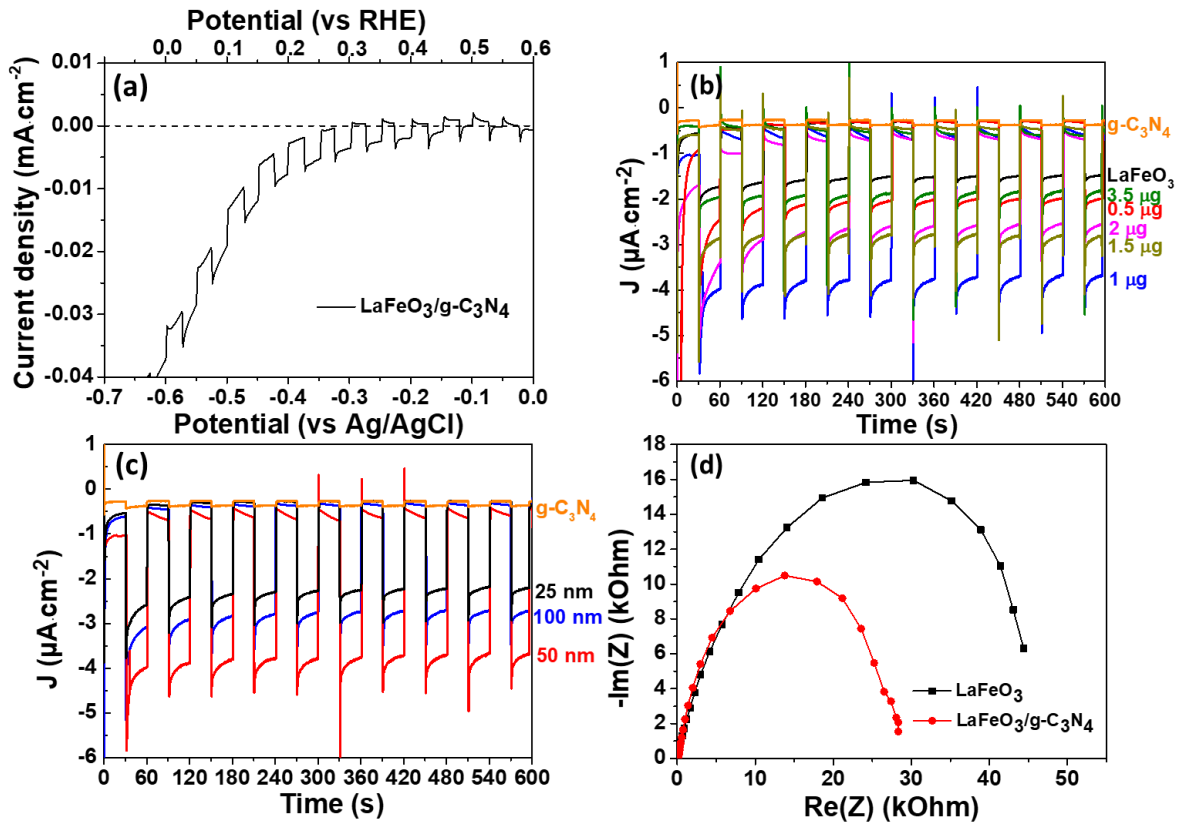 Potential (vs RHE)
0.0 0.1 0.2 0.3 0.4 0.5 0.6
(a)
0.01
0.00
-0.01
-0.02
-0.03
-0.04
Current density (mA.cm⁻²)
LaFeO₃/g-C₃N₄
-0.7 -0.6 -0.5 -0.4 -0.3 -0.2 -0.1 0.0
Potential (vs Ag/AgCl)
(b)
1
0
-1
-2
-3
-4
-5
-6
J (µA.cm⁻²)
g-C₃N₄
LaFeO₃
3.5 µg
0.5 µg
2 µg
1.5 µg
1 µg
0 60 120 180 240 300 360 420 480 540 600
Time (s)
(c)
1
0
-1
-2
-3
-4
-5
-6
J (µA.cm⁻²)
g-C₃N₄
25 nm
100 nm
50 nm
0 60 120 180 240 300 360 420 480 540 600
Time (s)
(d)
18
16
14
12
10
8
6
4
2
0
-Im(Z) (kOhm)
LaFeO₃
LaFeO₃/g-C₃N₄
0 10 20 30 40 50
Re(Z) (kOhm)